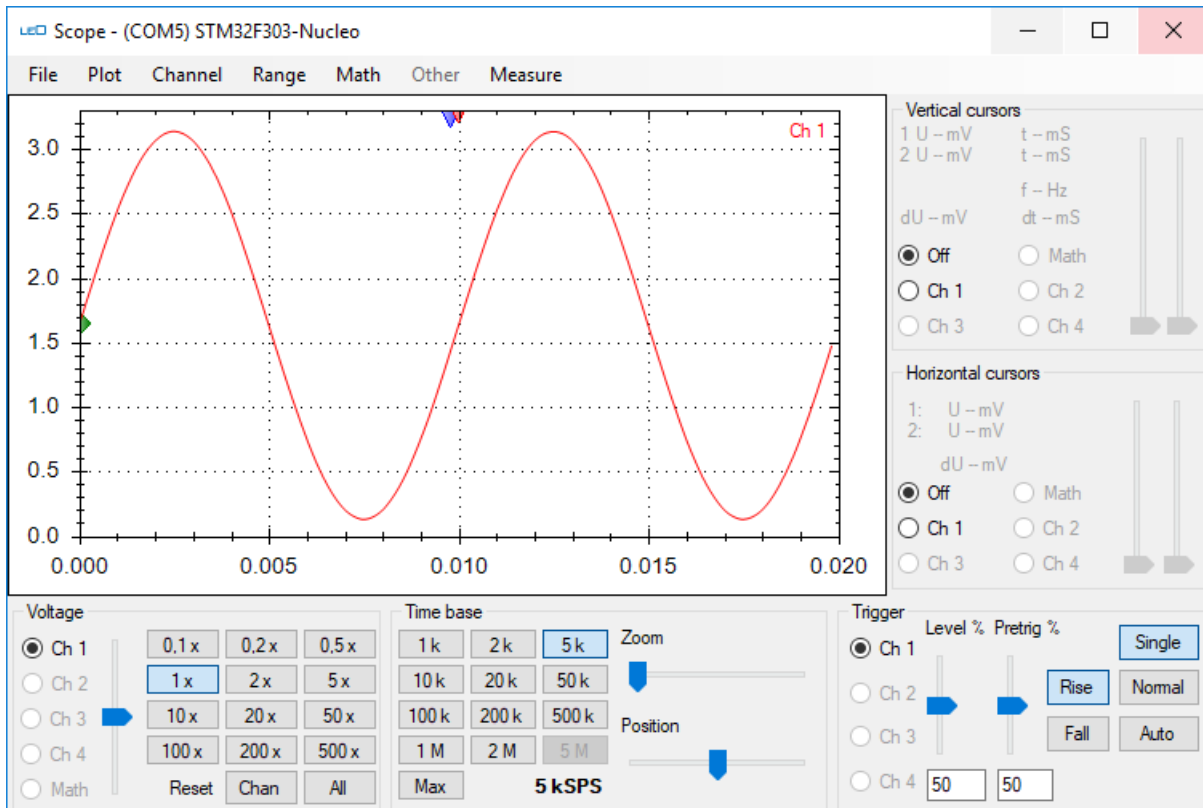 LEO Scope - (COM5) STM32F303-Nucleo
File Plot Channel Range Math Other Measure
Ch 1
3.0
2.5
2.0
1.5
1.0
0.5
0.0
0.000 0.005 0.010 0.015 0.020
Vertical cursors
1 U -- mV t -- mS
2 U -- mV t -- mS
f -- Hz
dU -- mV dt -- mS
Off Math
Ch 1 Ch 2
Ch 3 Ch 4
Horizontal cursors
1: U -- mV
2: U -- mV
dU -- mV
Off Math
Ch 1 Ch 2
Ch 3 Ch 4
Voltage
Ch 1
Ch 2
Ch 3
Ch 4
Math
0,1 x 0,2 x 0,5 x
1 x 2 x 5 x
10 x 20 x 50 x
100 x 200 x 500 x
Reset Chan All
Time base
1 k 2 k 5 k
10 k 20 k 50 k
100 k 200 k 500 k
1 M 2 M 5 M
Max 5 kSPS
Zoom
Position
Trigger
Level % Pretrig %
Ch 1
Ch 2
Ch 3
Ch 4
50 50
Single
Rise Normal
Fall Auto